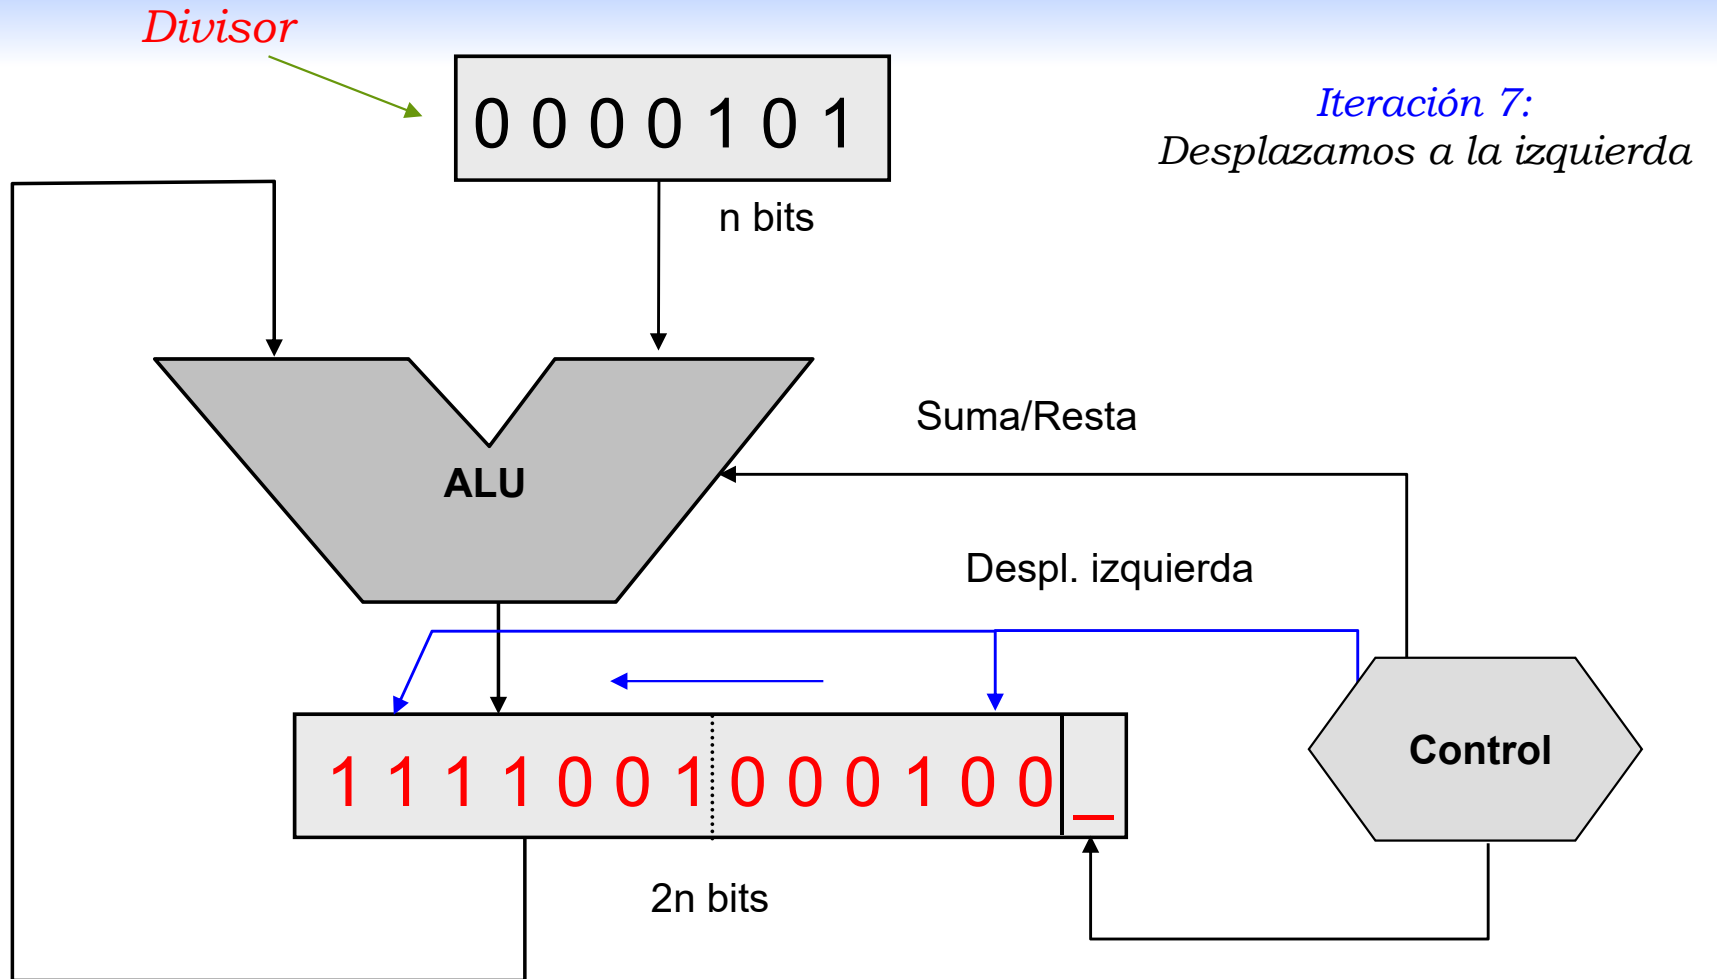 Divisor
0 0 0 0 1 0 1
Iteración 7:
Desplazamos a la izquierda
n bits
Suma/Resta
ALU
Despl. izquierda
1 1 1 1 0 0 1 0 0 0 1 0 0 _
Control
2n bits